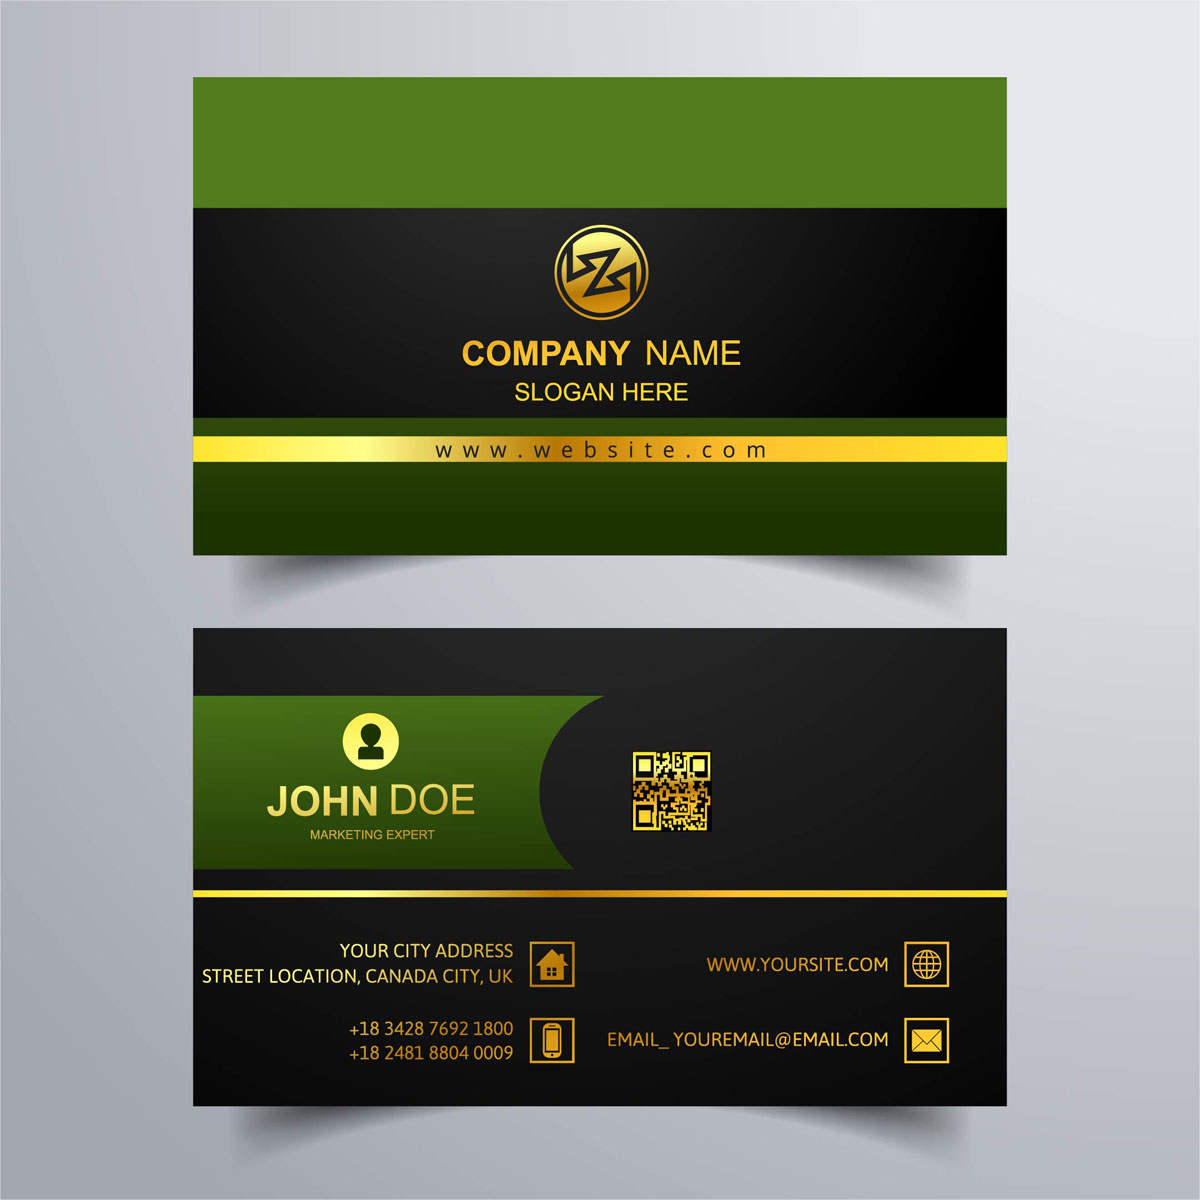 COMPANY NAME
SLOGAN HERE
www.website.com
JOHN DOE
MARKETING EXPERT
YOUR CITY ADDRESS
STREET LOCATION, CANADA CITY, UK
+18 3428 7692 1800
+18 2481 8804 0009
WWW.YOURSITE.COM
EMAIL_ YOUREMAIL@EMAIL.COM